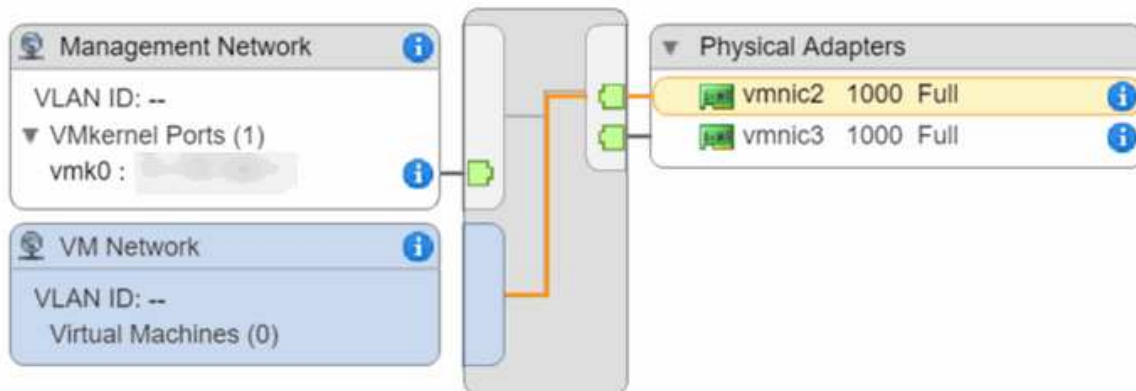 Management Network
VLAN ID: --
VMkernel Ports (1)
vmk0 :
VM Network
VLAN ID: --
Virtual Machines (0)
Physical Adapters
vmnic2 1000 Full
vmnic3 1000 Full